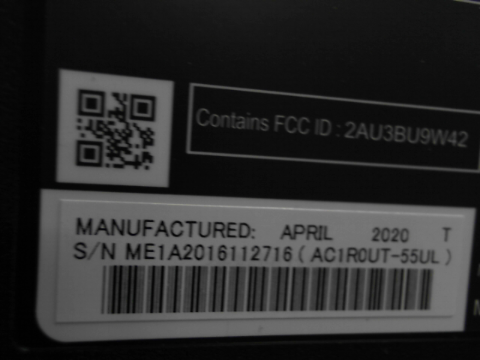 Contains FCC ID : 2AU3BU9W42
MANUFACTURED: APRIL 2020 T
S/N ME1A2016112716 ( AC1R0UT-55UL )